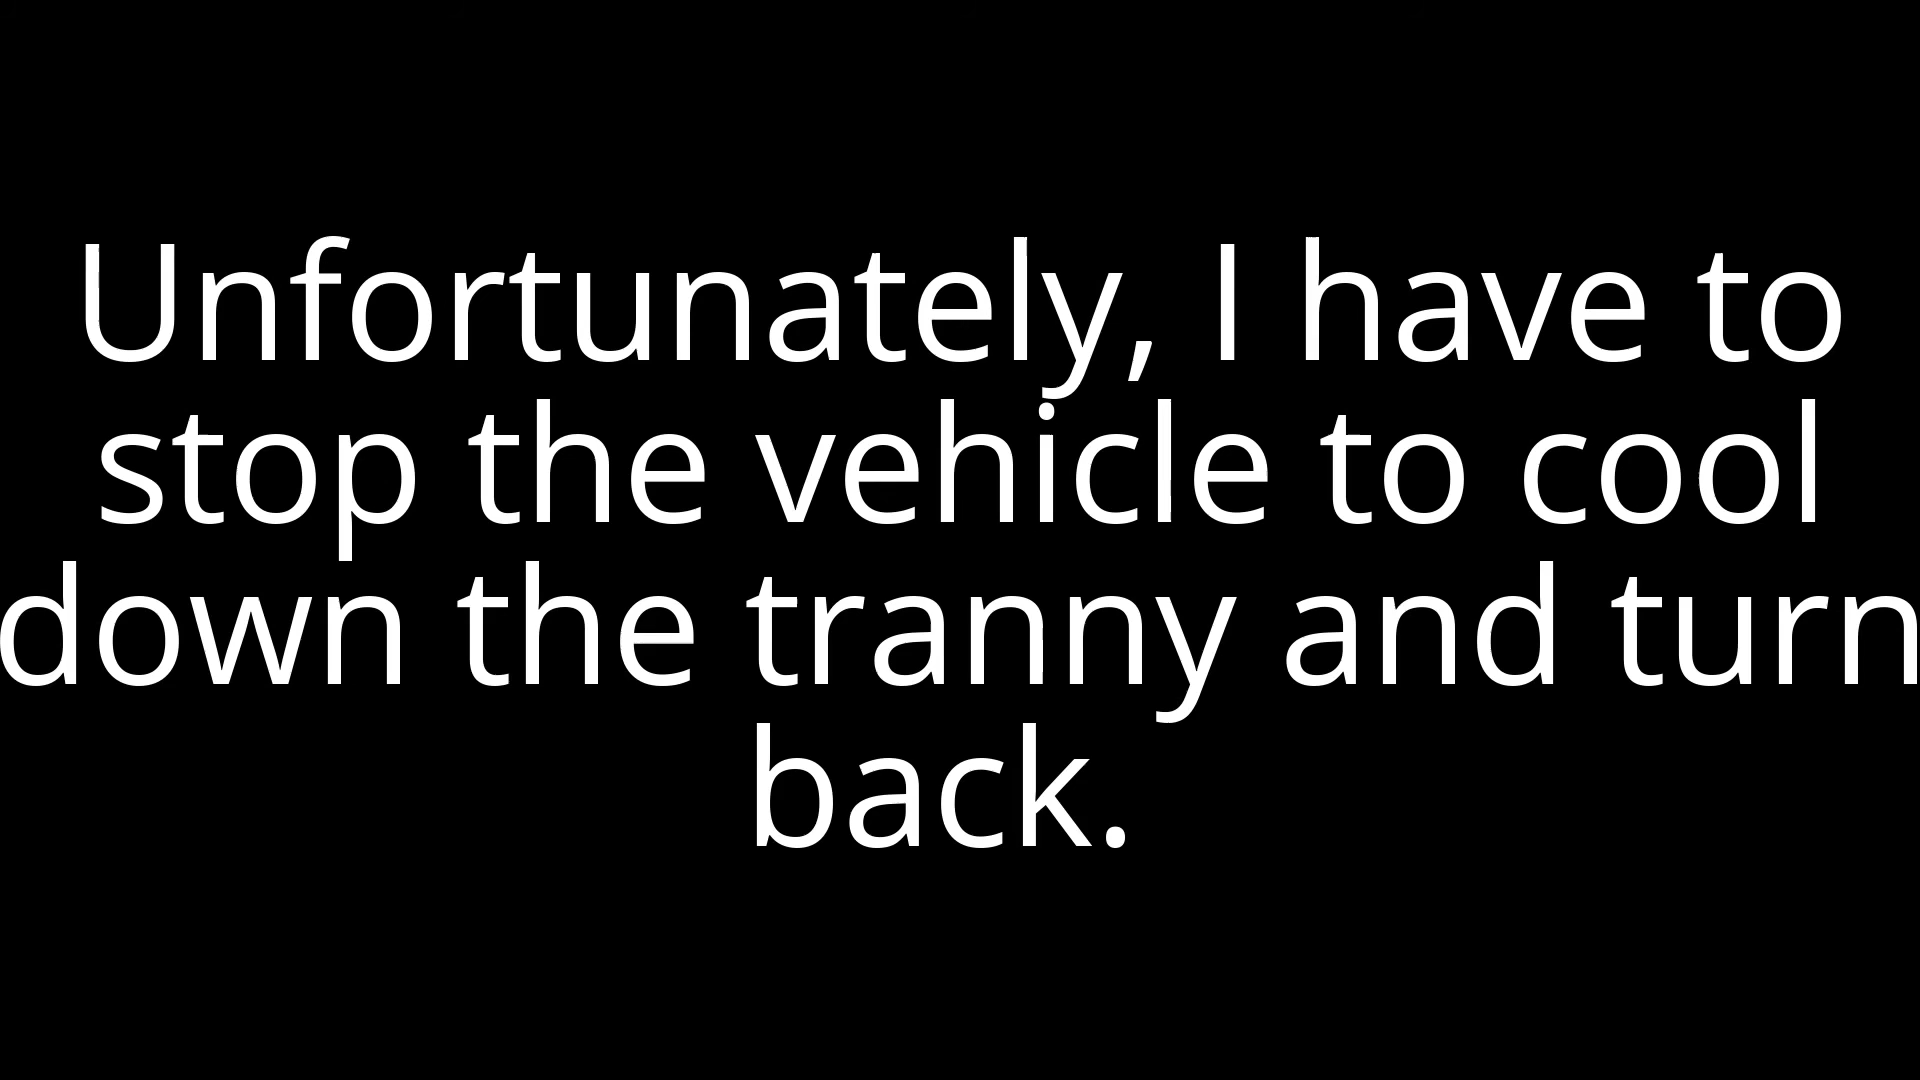 Unfortunately, I have to
stop the vehicle to cool
down the tranny and turn
back.